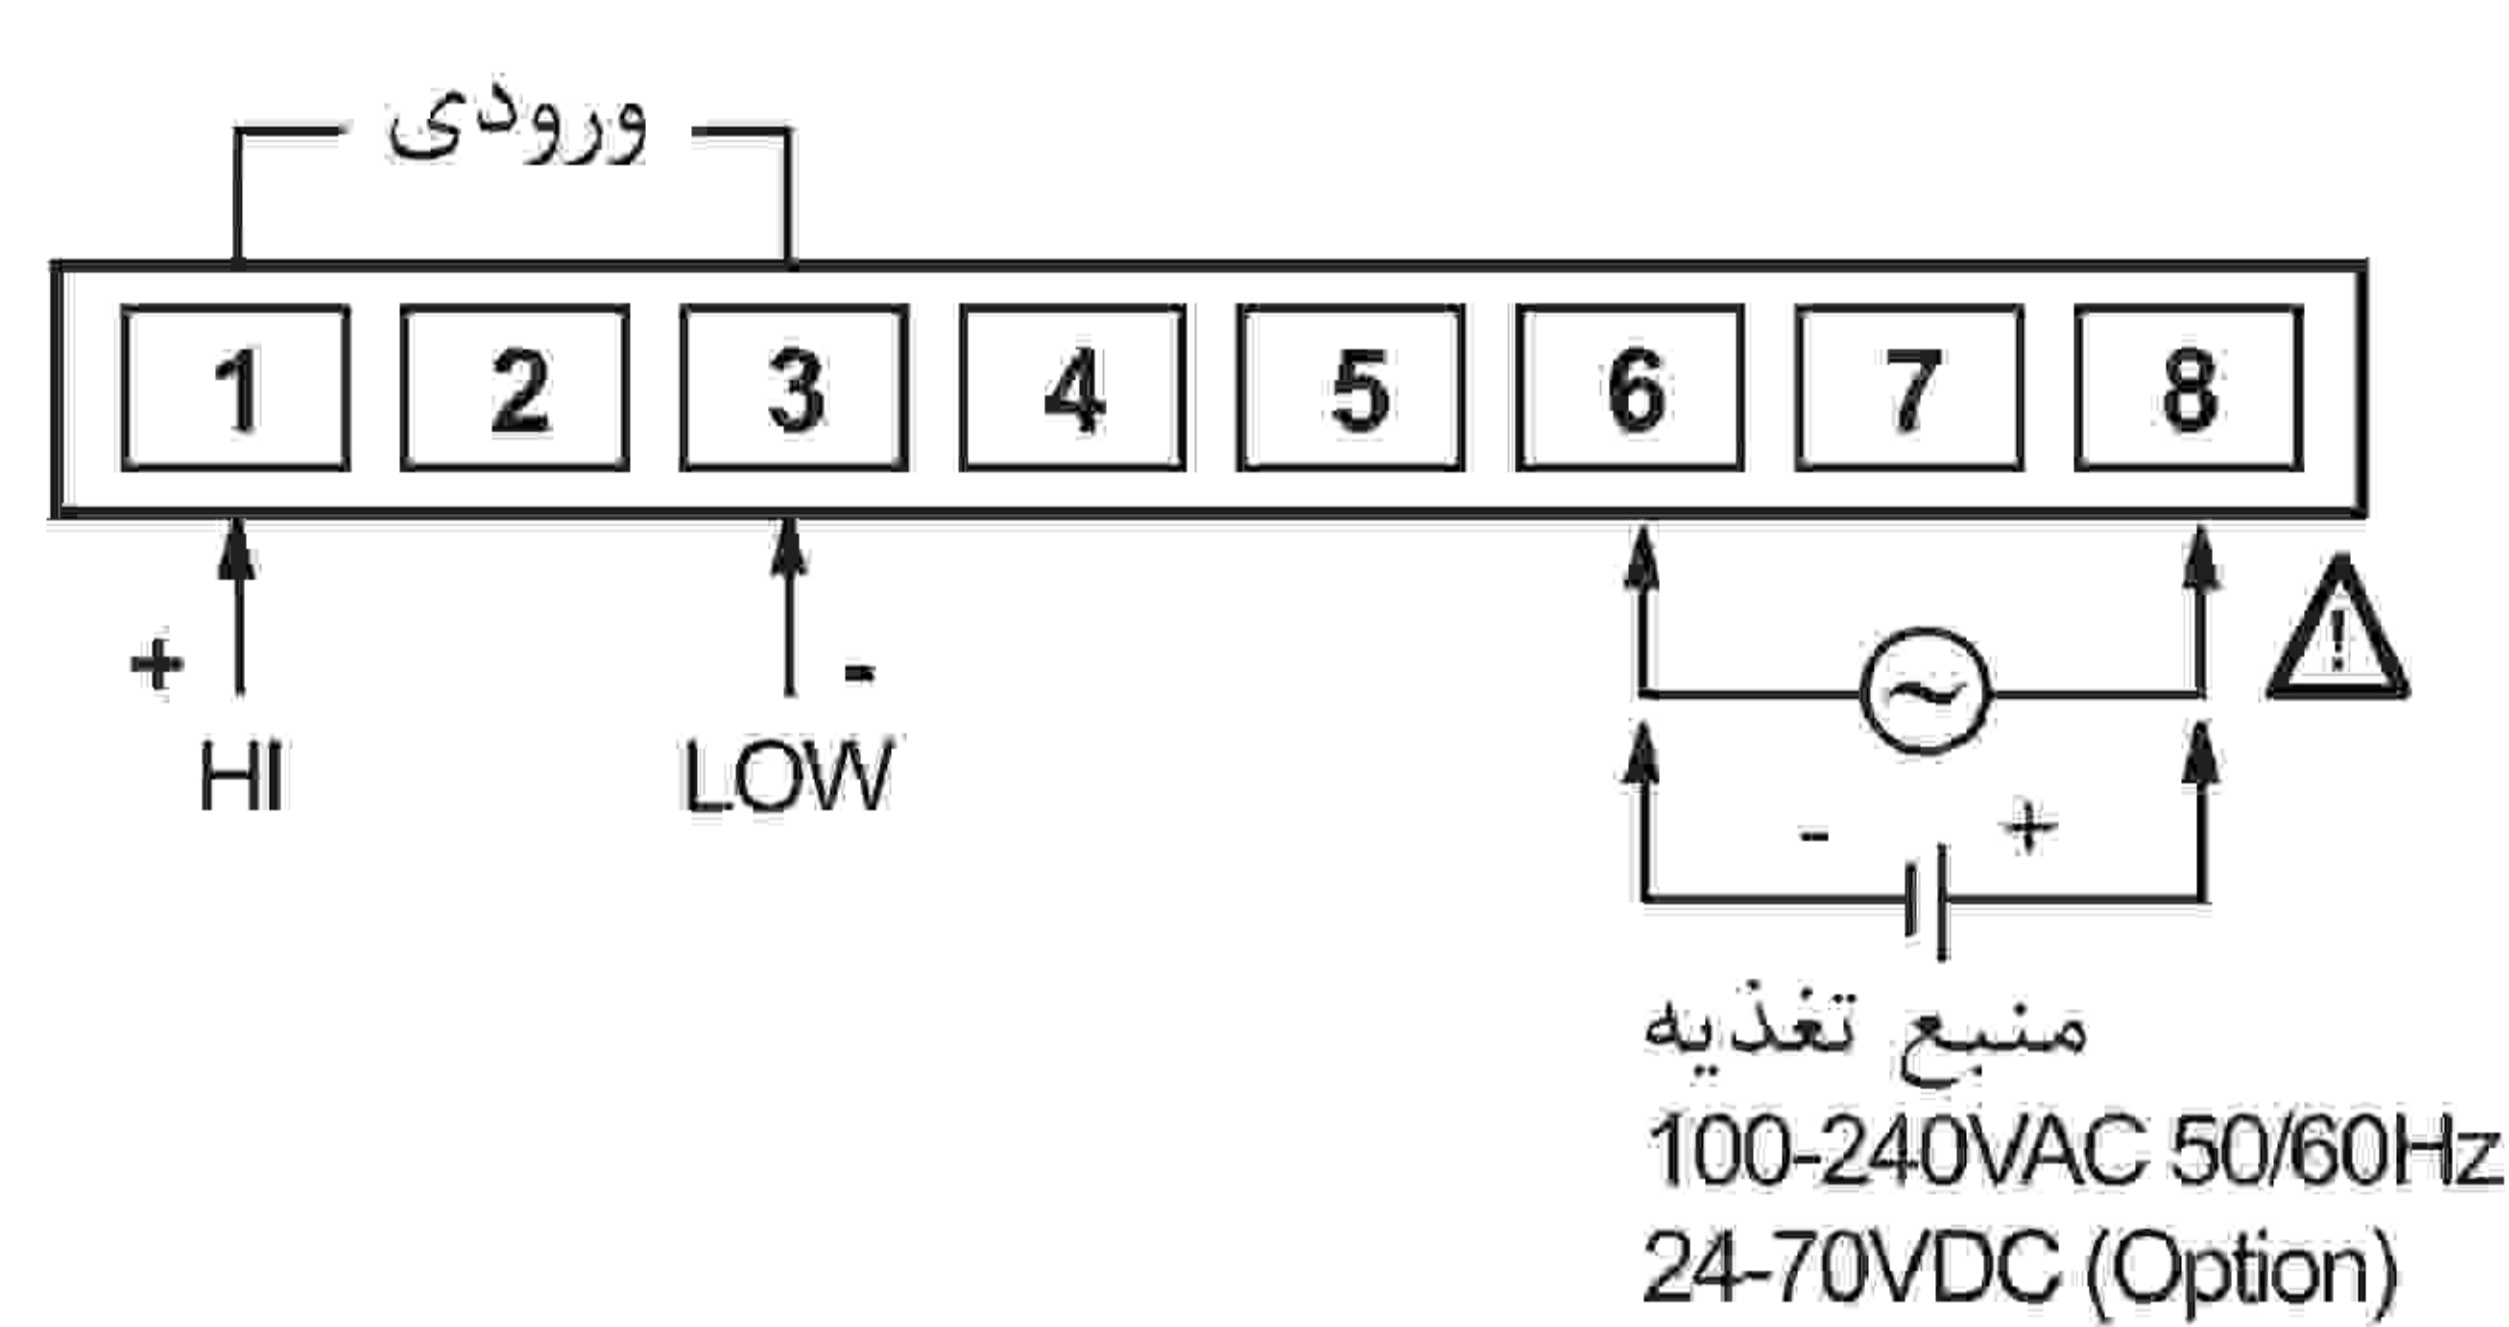 ورودی
1 2 3 4 5 6 7 8
+ -
HI LOW
!
- +
منبع تغذیه
100-240VAC 50/60Hz
24-70VDC (Option)